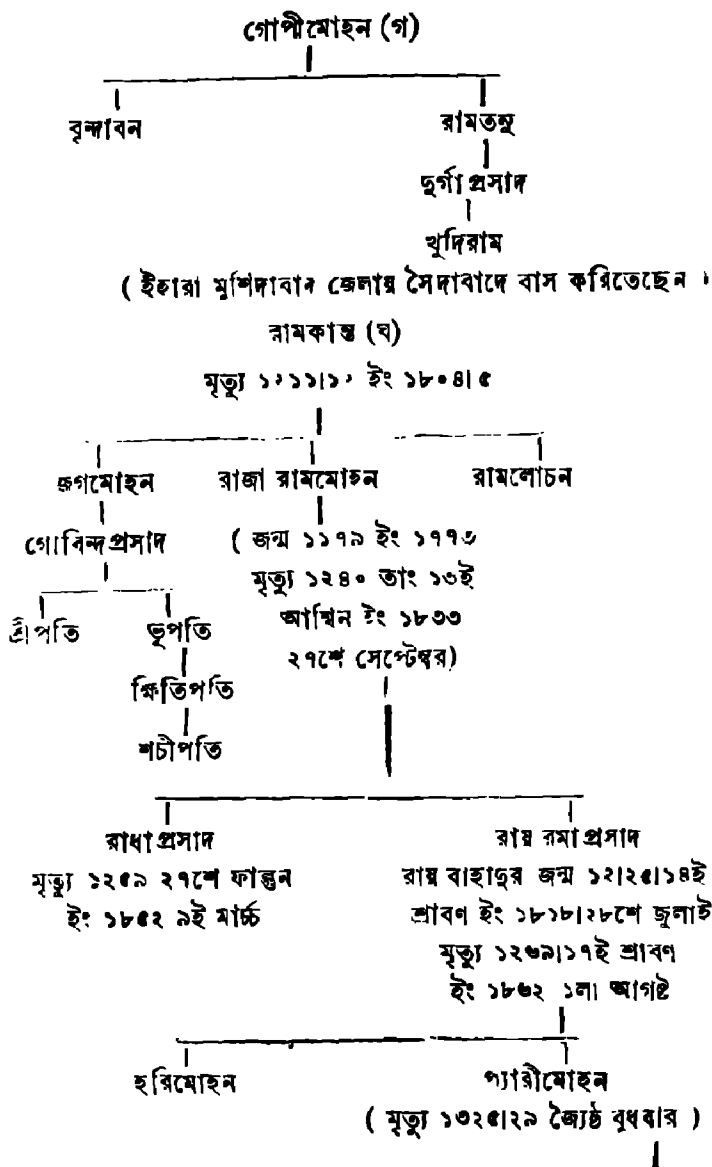 গোপীমোহন (গ)
বৃন্দাবন রামতনু
দুর্গাপ্রসাদ
খুদিরাম
( ইহারা মুর্শিদাবাদ জেলায় সৈদাবাদে বাস করিতেছেন ।
রামকান্ত (ঘ)
মৃত্যু ইং ১৮০৪।৫
জগমোহন রাজা রামমোহন রামলোচন
গোবিন্দপ্রসাদ ( জন্ম ১১৭৯ ইং ১৭৭৩
মৃত্যু ১২৪০ তাং ১৩ই
শ্রীপতি ভূপতি আশ্বিন ইং ১৮৩৩
২৭শে সেপ্টেম্বর)
ক্ষিতিপতি
শচীপতি
রাধাপ্রসাদ রায় রমাপ্রসাদ
মৃত্যু ১২৫৯ ২৭শে ফাল্গুন রায় বাহাদুর জন্ম ১২।২৫।১৪ই
ইং ১৮৫২ ৯ই মার্চ্চ শ্রাবণ ইং ১৮১৮।২৮শে জুলাই
মৃত্যু ১২৬৯।১৭ই শ্রাবণ
ইং ১৮৬২ ১লা আগষ্ট
হরিমোহন প্যারীমোহন
( মৃত্যু ১৩২৫।২৯ জ্যৈষ্ঠ বুধবার )